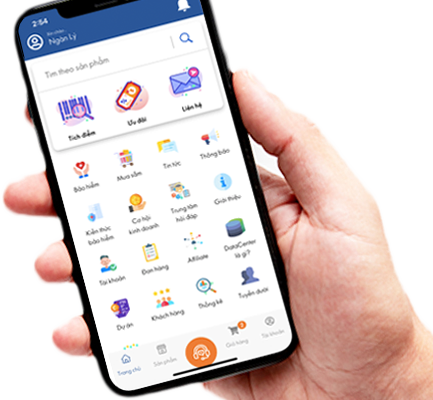 2:54
Xin chào,
Ngân Lý
Tìm theo sản phẩm
Tích điểm
Ưu đãi
Liên hệ
Bảo hiểm
Mua sắm
Tin tức
Thông báo
Kiến thức
bảo hiểm
Cơ hội
kinh doanh
Trung tâm
hỏi đáp
Giới thiệu
Tài khoản
Đơn hàng
Affiliate
DataCenter
là gì?
Dự án
Khách hàng
Thống kê
Tuyến dưới
Trang chủ
Sản phẩm
Giỏ hàng
Tài khoản